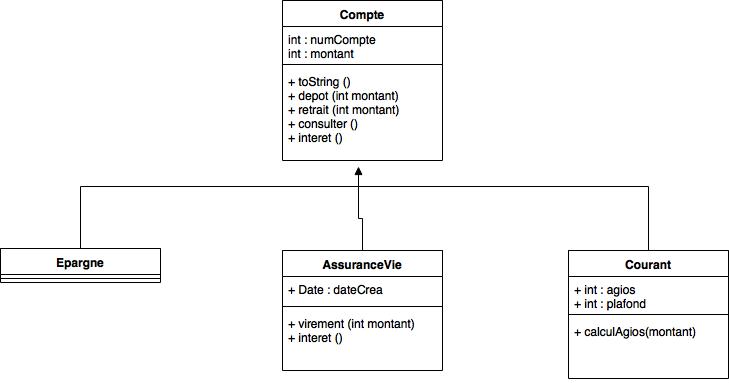 Compte
int : numCompte
int : montant
+ toString ()
+ depot (int montant)
+ retrait (int montant)
+ consulter ()
+ interet ()
Epargne
AssuranceVie
+ Date : dateCrea
+ virement (int montant)
+ interet ()
Courant
+ int : agios
+ int : plafond
+ calculAgios(montant)